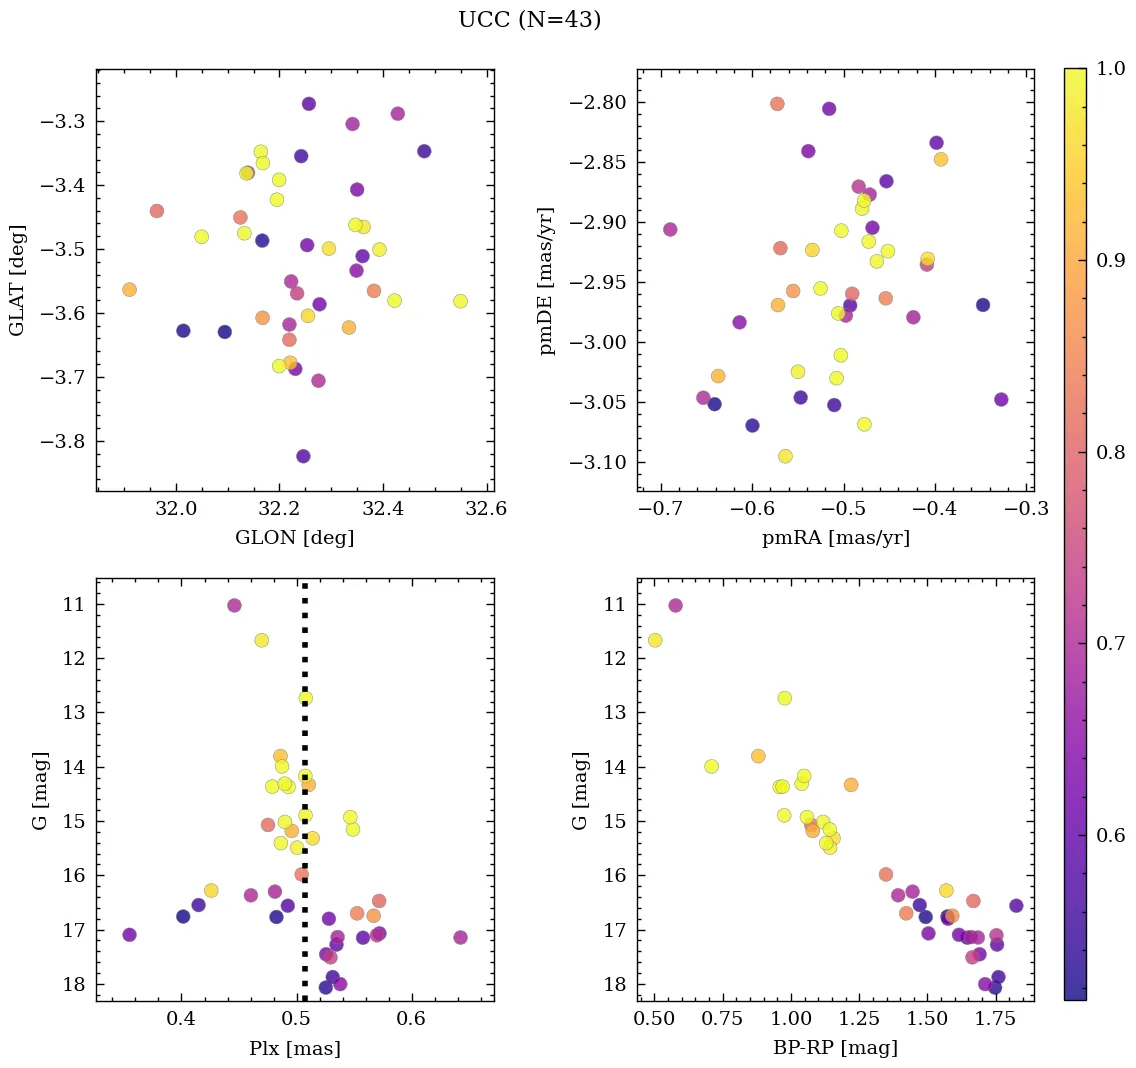 UCC (N=43)
−3.3
−3.4
−3.5
−3.6
−3.7
−3.8
GLAT [deg]
32.0 32.2 32.4 32.6
GLON [deg]
−2.80
−2.85
−2.90
−2.95
−3.00
−3.05
−3.10
pmDE [mas/yr]
−0.7 −0.6 −0.5 −0.4 −0.3
pmRA [mas/yr]
1.0
0.9
0.8
0.7
0.6
11
12
13
14
15
16
17
18
G [mag]
0.4 0.5 0.6
Plx [mas]
11
12
13
14
15
16
17
18
G [mag]
0.50 0.75 1.00 1.25 1.50 1.75
BP-RP [mag]